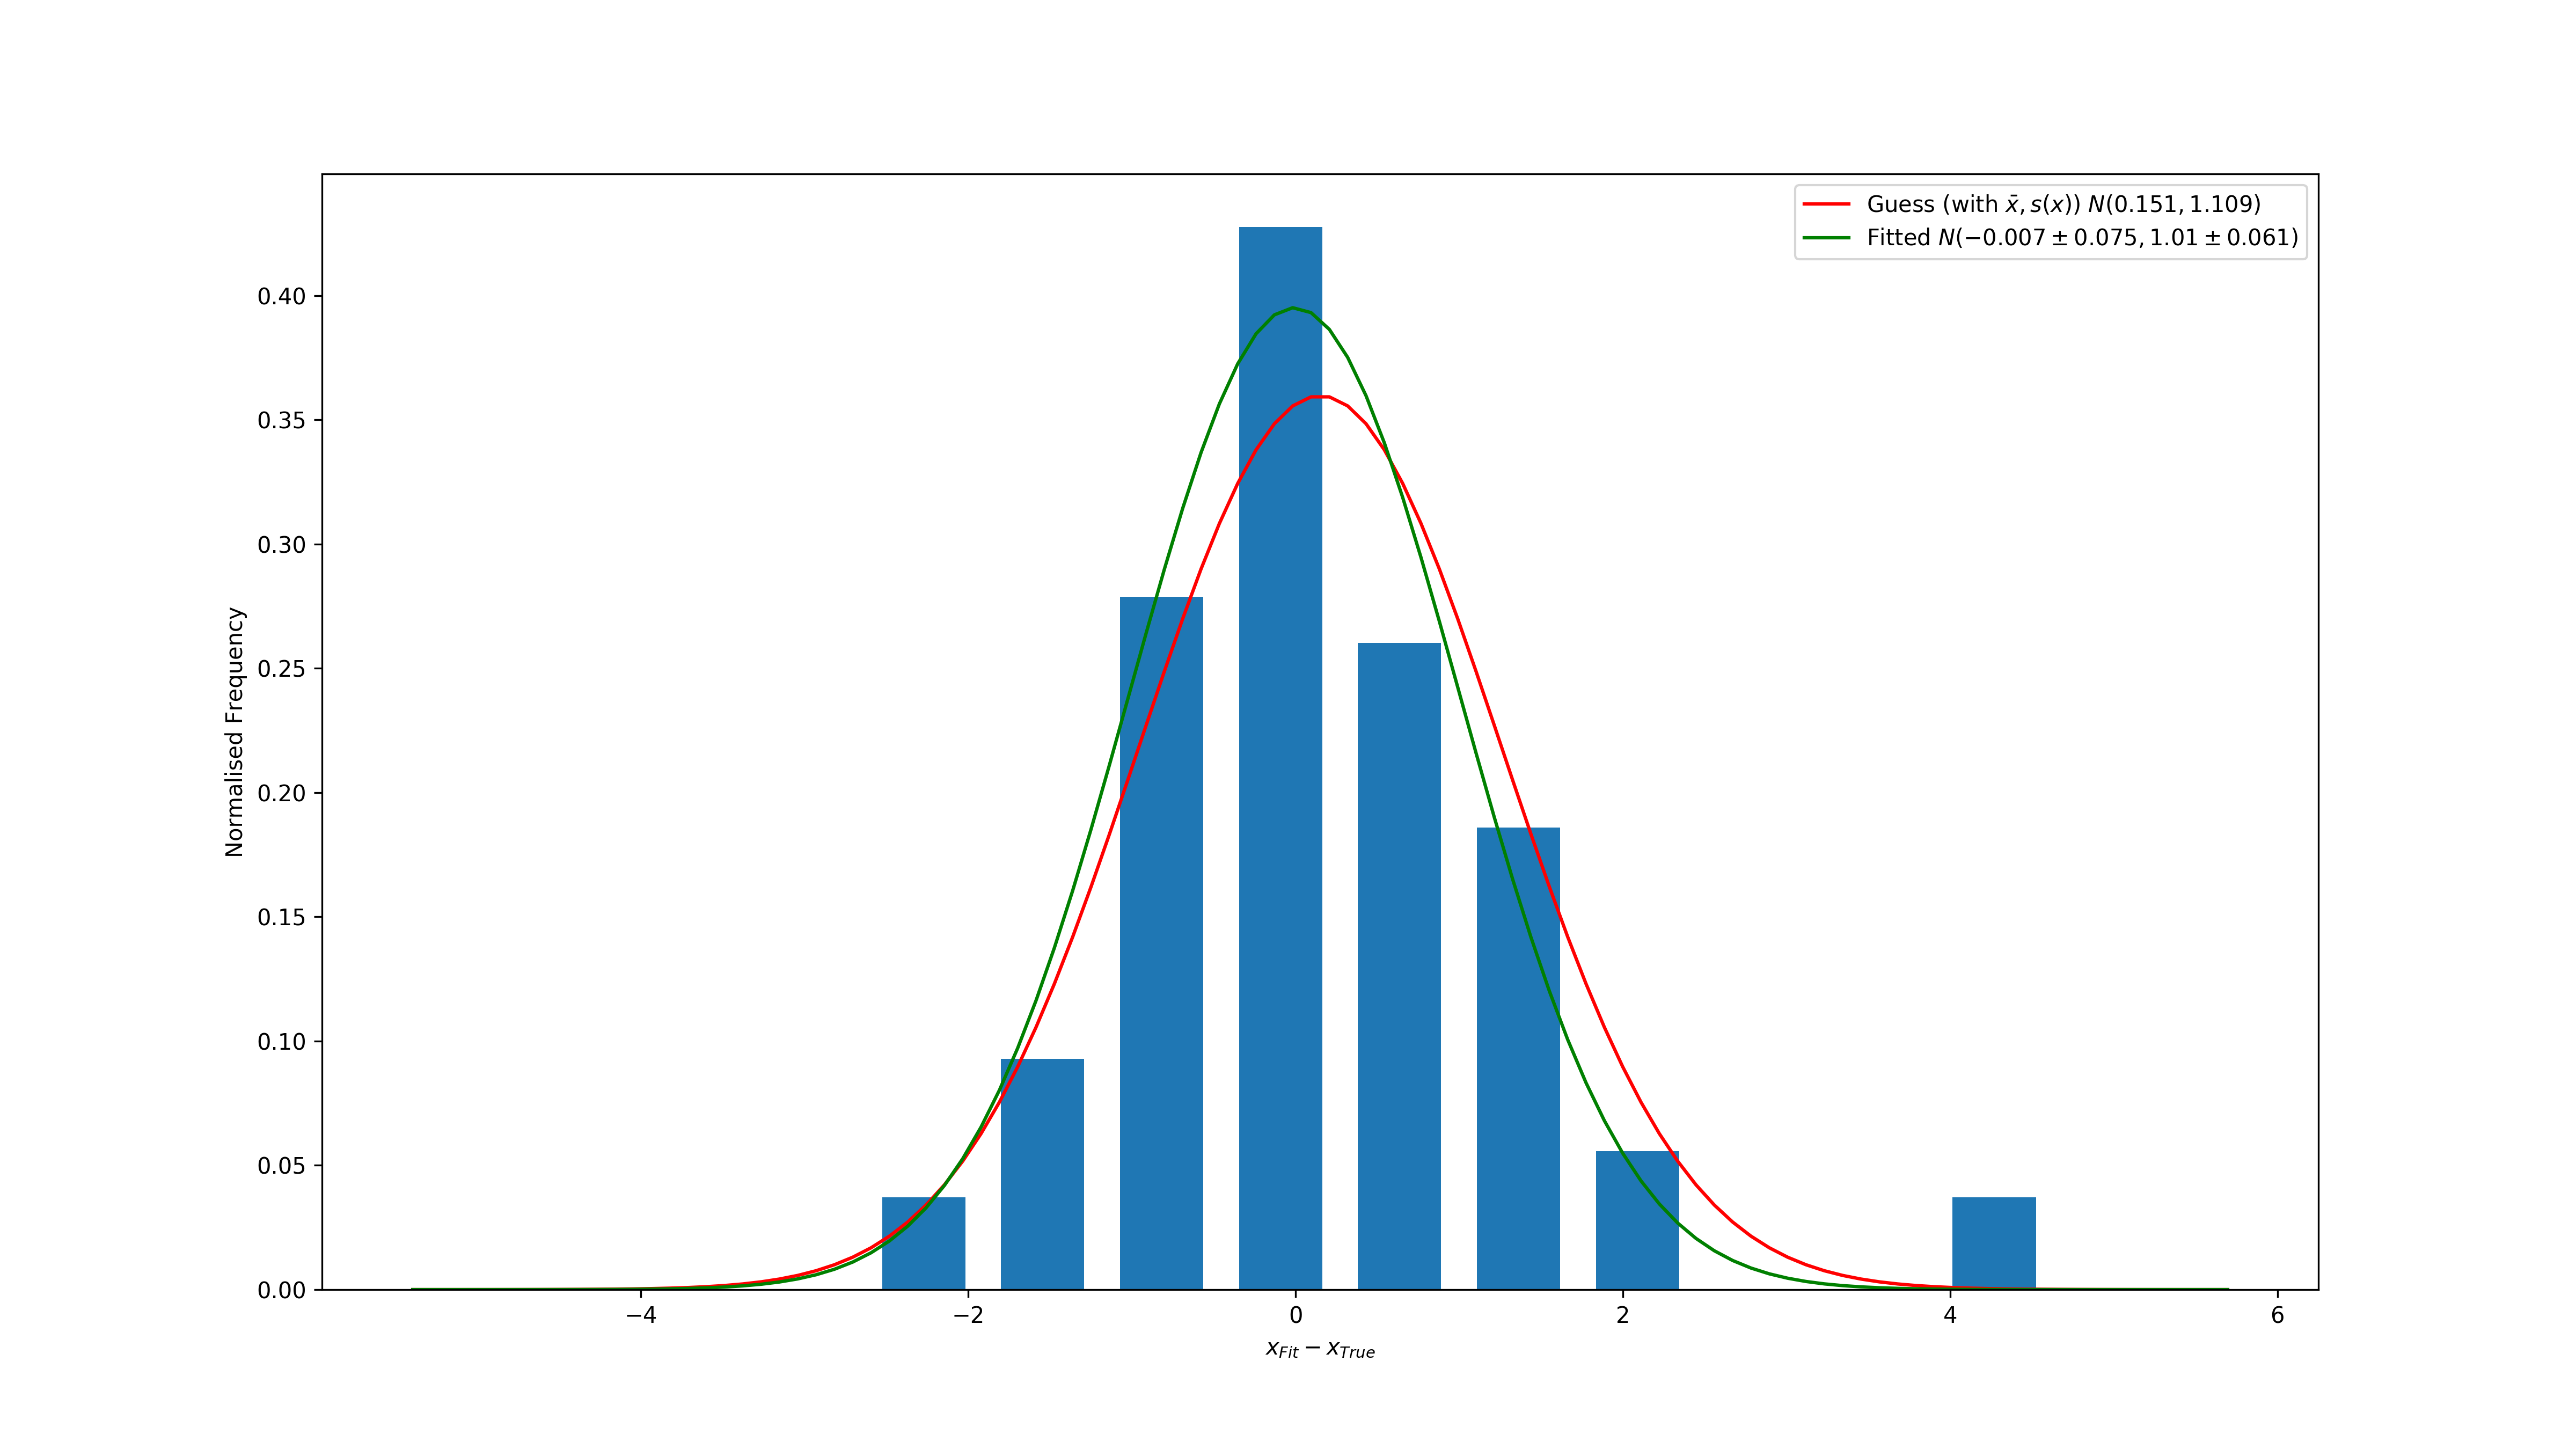 Guess (with x̄, s(x)) N(0.151, 1.109)
Fitted N(−0.007 ± 0.075, 1.01 ± 0.061)
Normalised Frequency
0.40
0.35
0.30
0.25
0.20
0.15
0.10
0.05
0.00
−4 −2 0 2 4 6
x_Fit − x_True